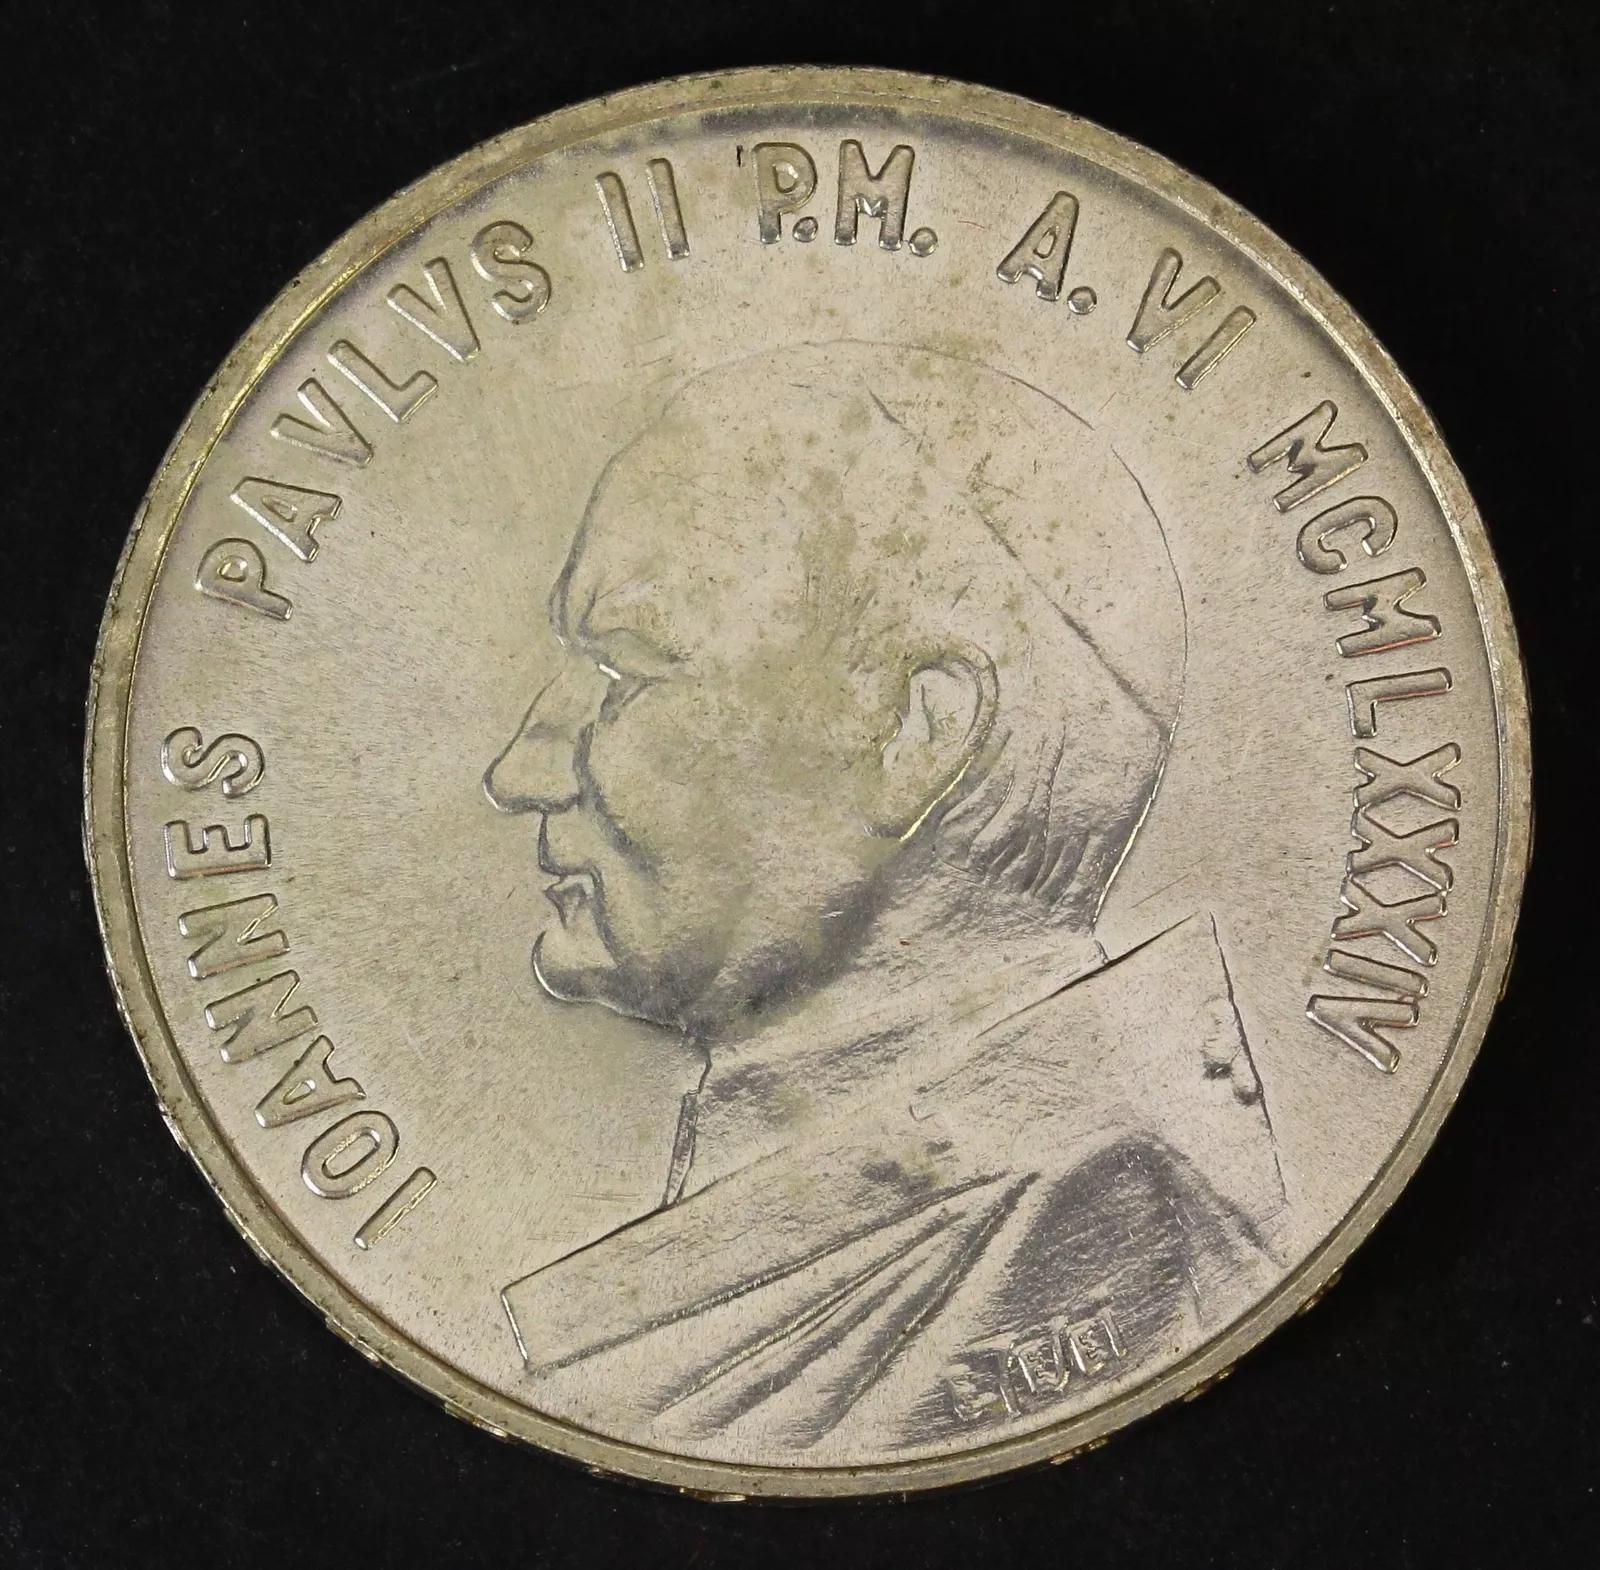 IOANNES PAVLVS II P.M. A. VI MCMLXXXIV